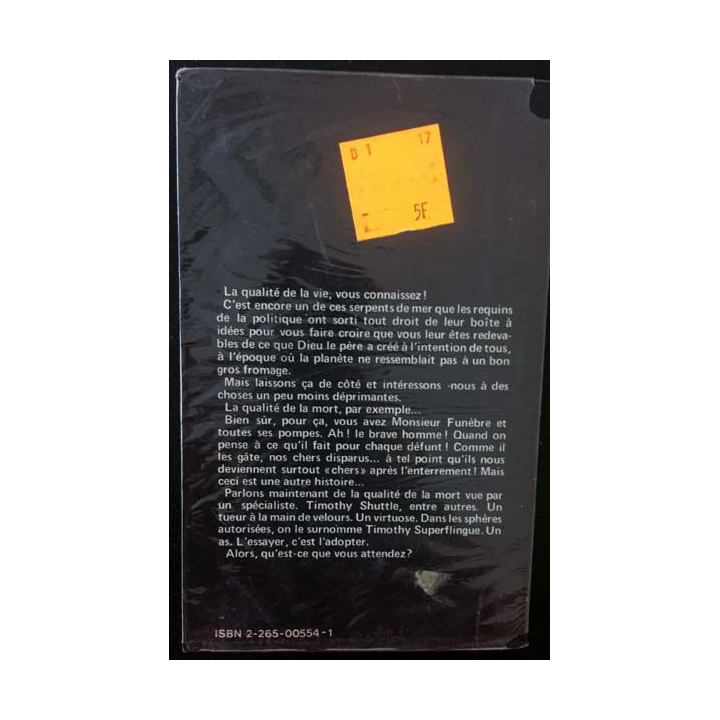 D 1 17
5F
La qualité de la vie, vous connaissez!
C'est encore un de ces serpents de mer que les requins
de la politique ont sorti tout droit de leur boîte à
idées pour vous faire croire que vous leur êtes redeva-
bles de ce que Dieu le père a créé à l'intention de tous,
à l'époque où la planète ne ressemblait pas à un bon
gros fromage.
Mais laissons ça de côté et intéressons -nous à des
choses un peu moins déprimantes.
La qualité de la mort, par exemple...
Bien sûr, pour ça, vous avez Monsieur Funèbre et
toutes ses pompes. Ah! le brave homme! Quand on
pense à ce qu'il fait pour chaque défunt! Comme il
les gâte, nos chers disparus... à tel point qu'ils nous
deviennent surtout «chers» après l'enterrement! Mais
ceci est une autre histoire...
Parlons maintenant de la qualité de la mort vue par
un spécialiste. Timothy Shuttle, entre autres. Un
tueur à la main de velours. Un virtuose. Dans les sphères
autorisées, on le surnomme Timothy Superflingue. Un
as. L'essayer, c'est l'adopter.
Alors, qu'est-ce que vous attendez?
ISBN 2-265-00554-1